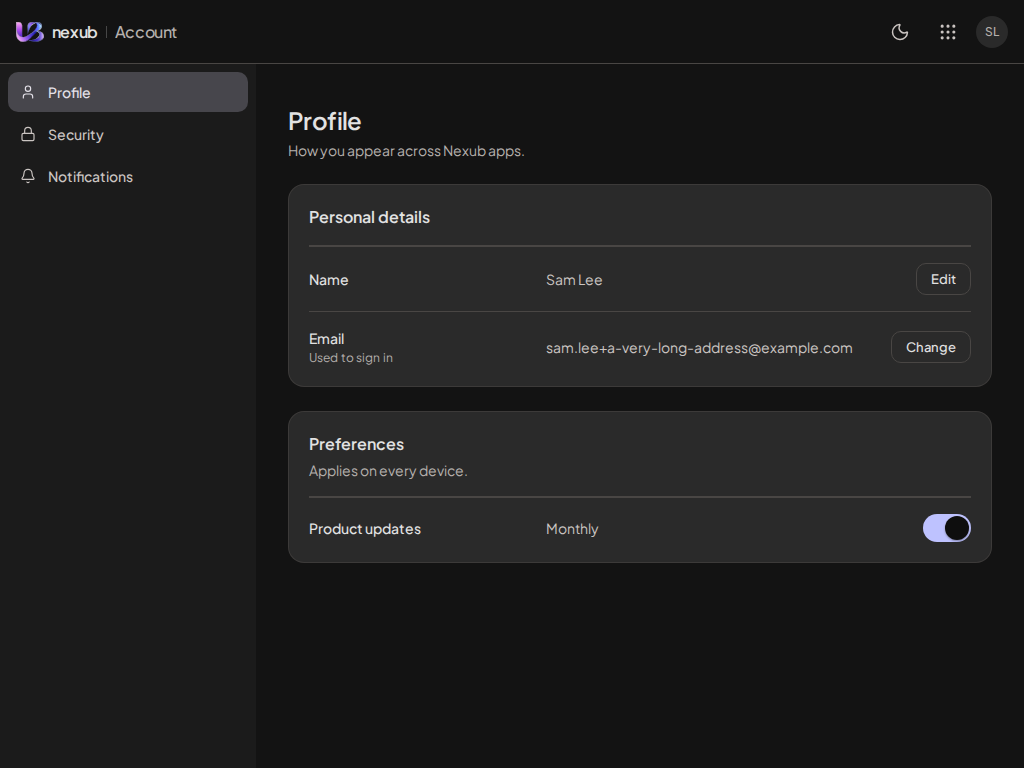 nexub Account
SL
Profile
Security
Notifications
Profile
How you appear across Nexub apps.
Personal details
Name
Sam Lee
Edit
Email
Used to sign in
sam.lee+a-very-long-address@example.com
Change
Preferences
Applies on every device.
Product updates
Monthly